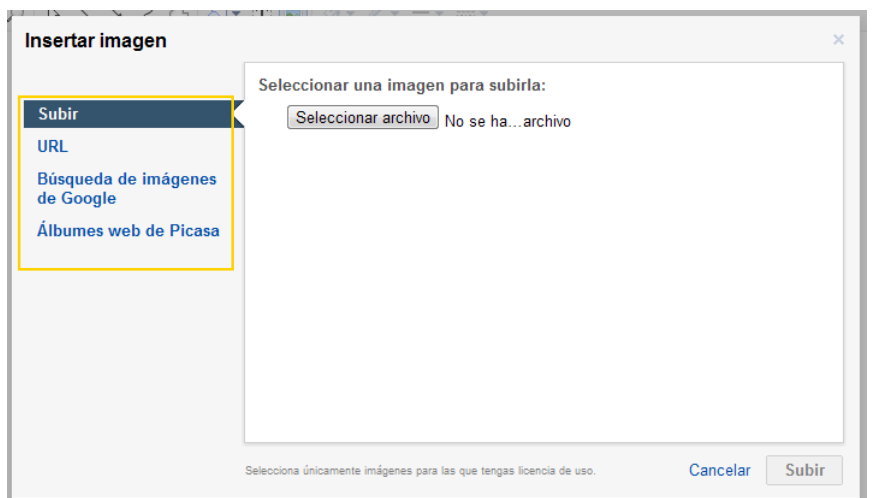 Insertar imagen
×
Seleccionar una imagen para subirla:
Subir
Seleccionar archivo No se ha...archivo
URL
Búsqueda de imágenes
de Google
Álbumes web de Picasa
Selecciona únicamente imágenes para las que tengas licencia de uso.
Cancelar
Subir